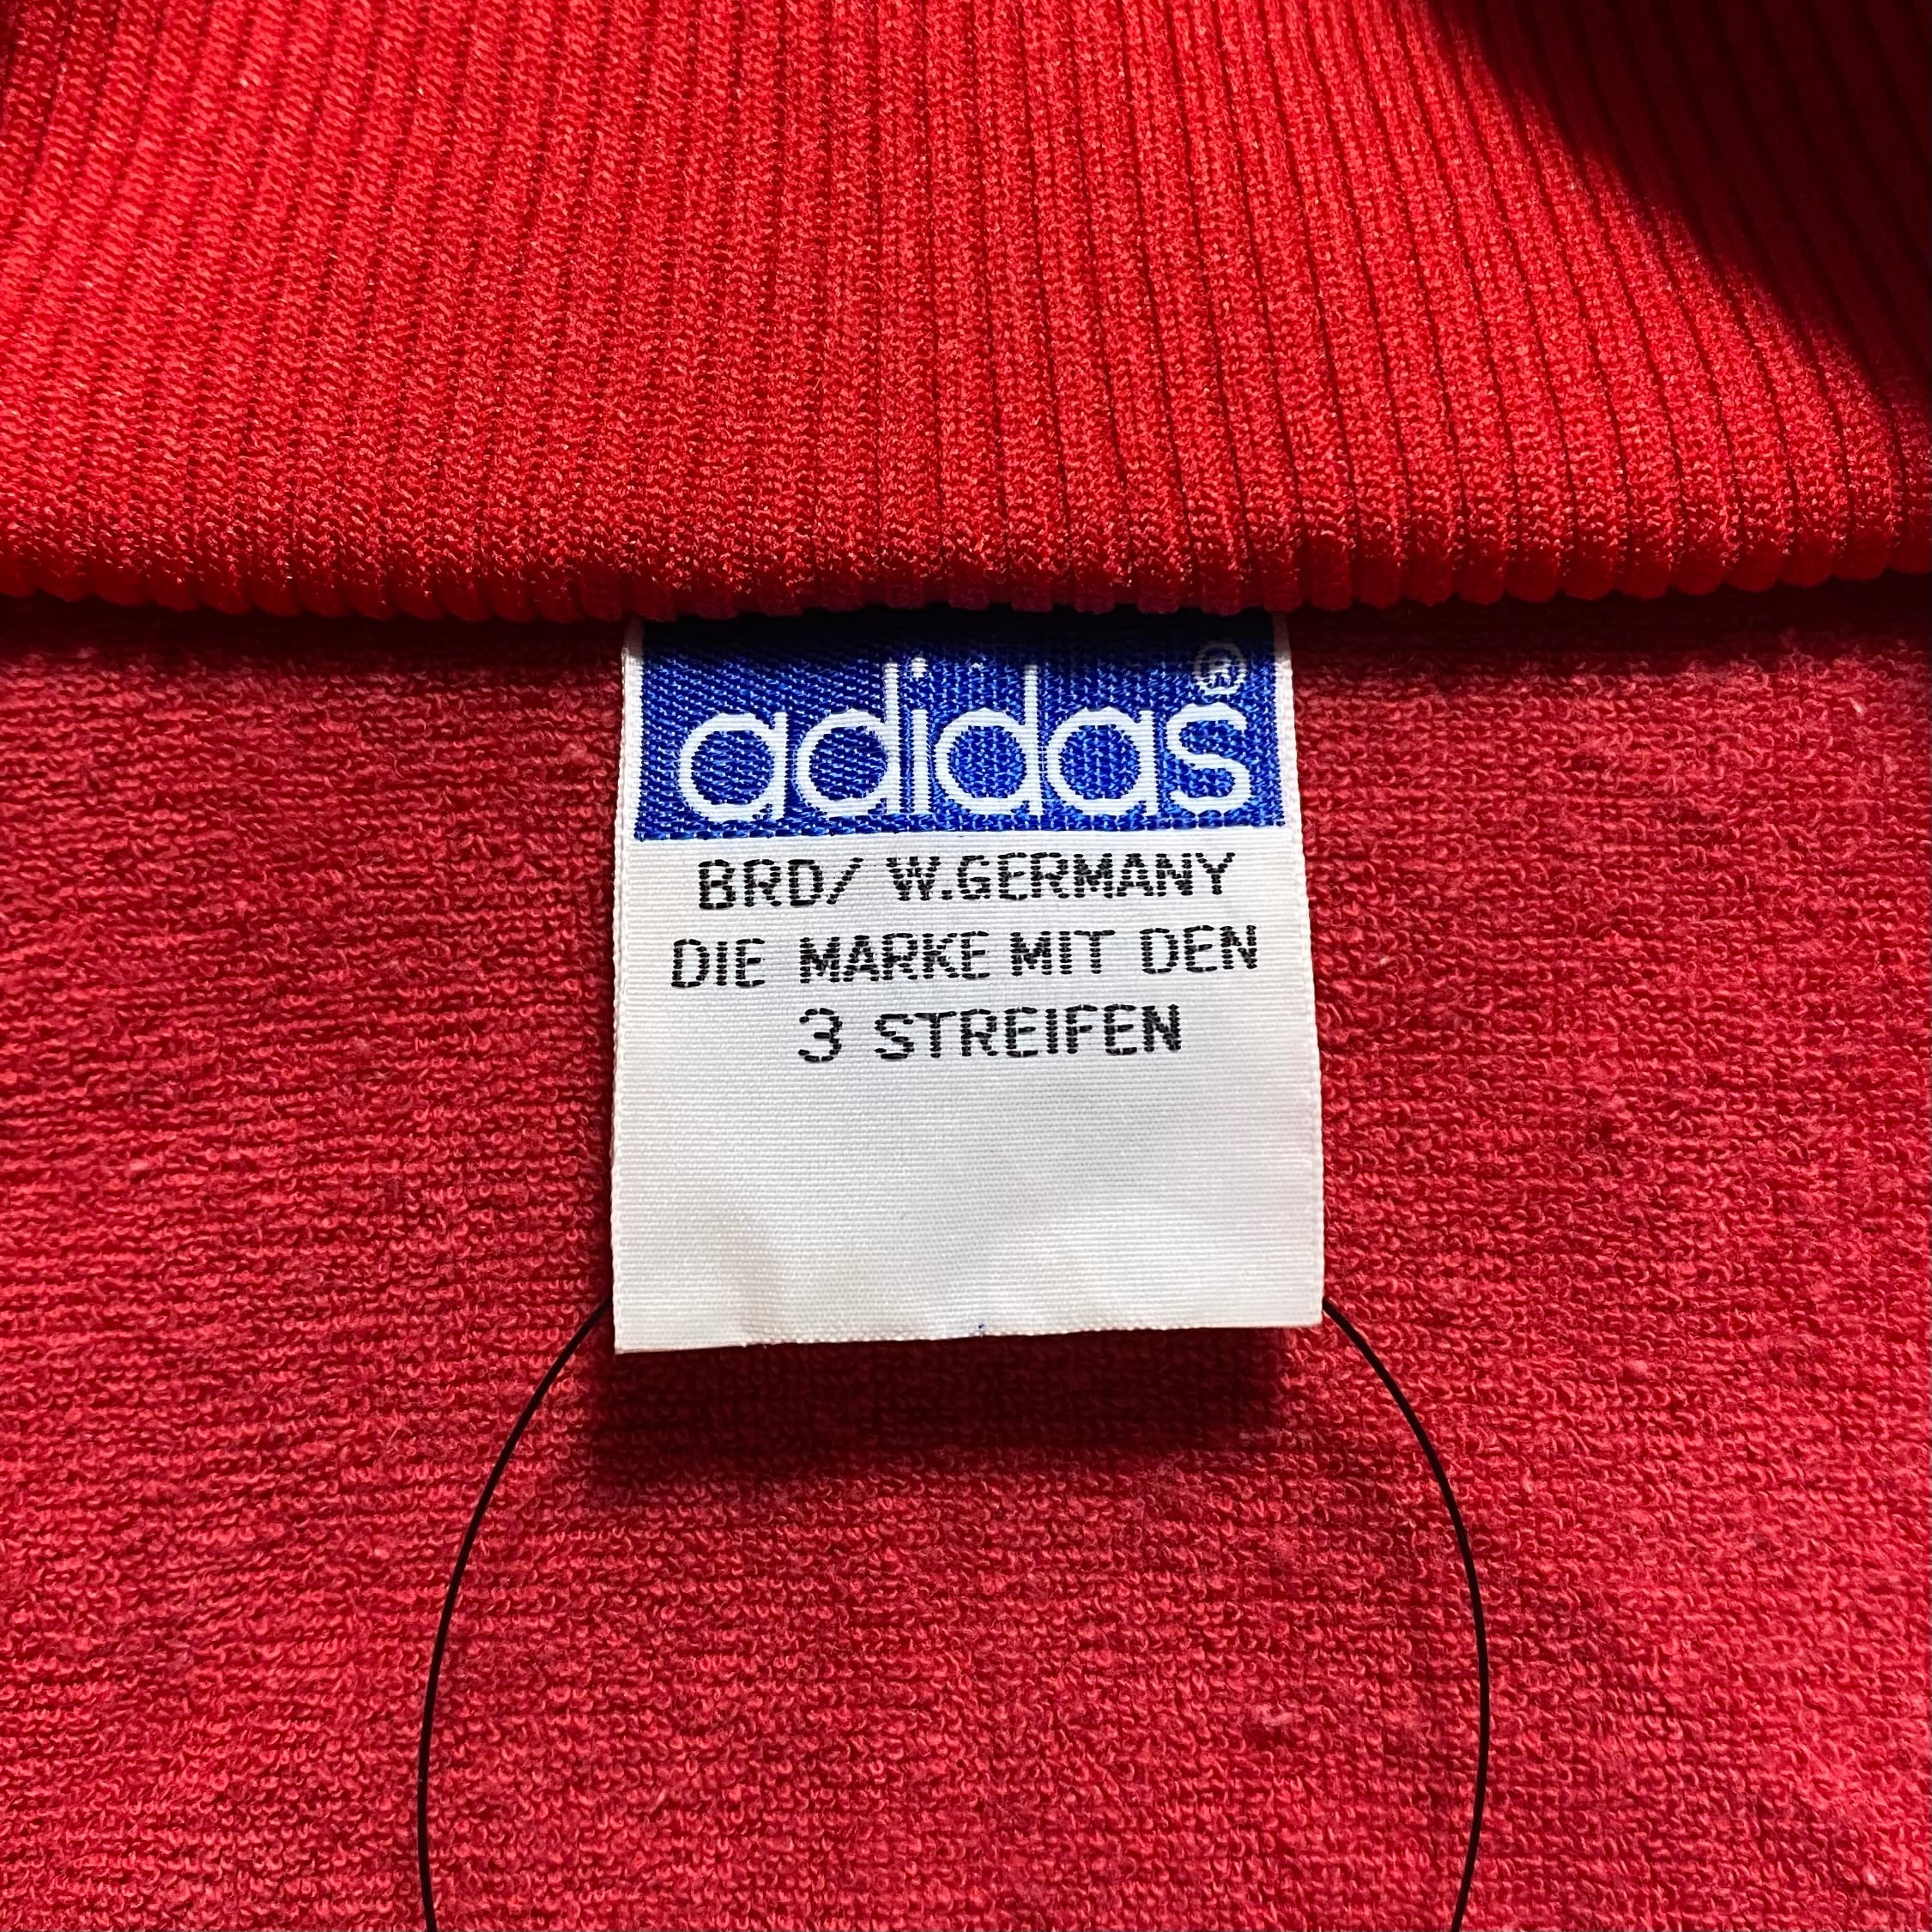 adidas®
BRD/ W.GERMANY
DIE MARKE MIT DEN
3 STREIFEN